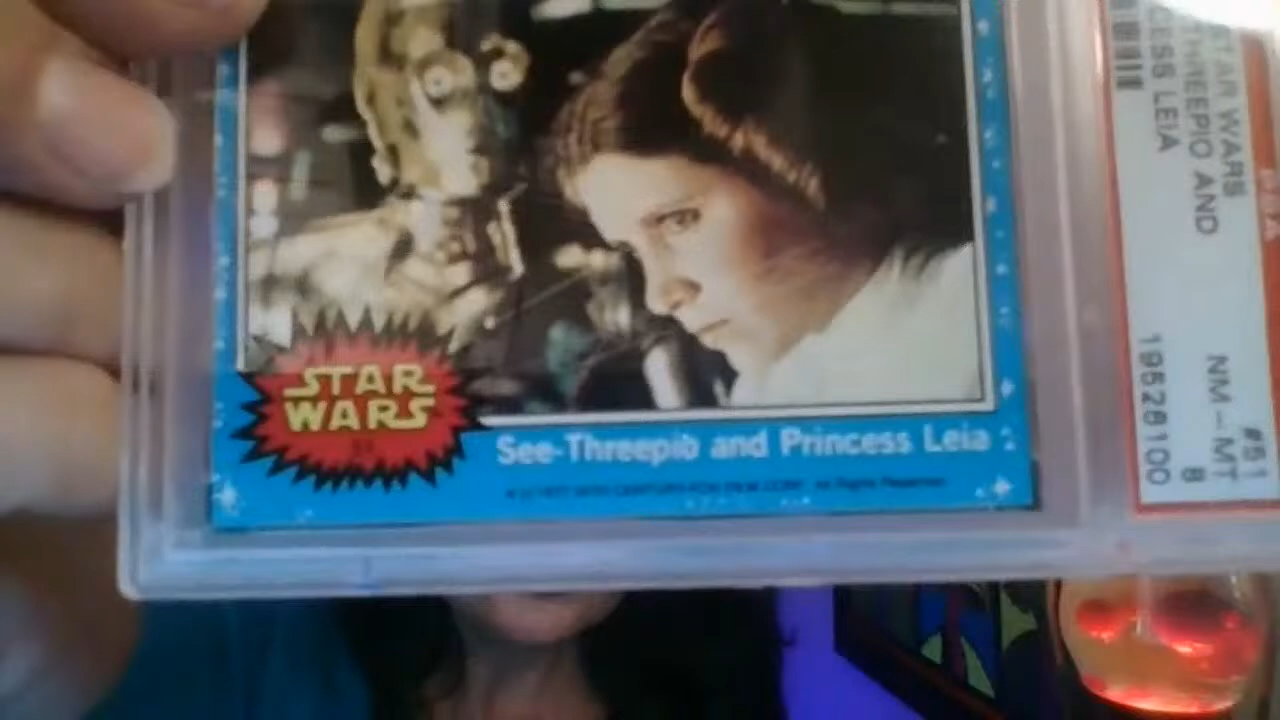 STAR
WARS
See-Threepio and Princess Leia
STAR WARS
THREEPIO AND
CESS LEIA
#51
NM-MT
8
19528100